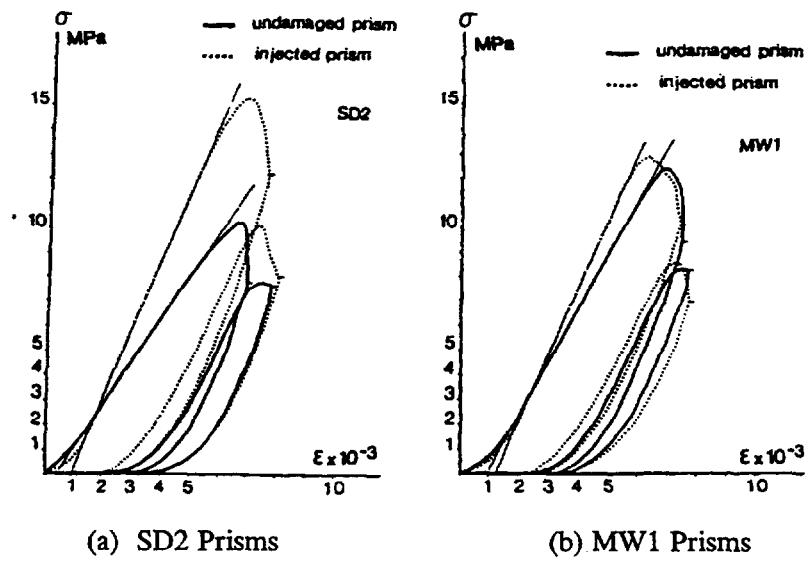 σ
MPa
undamaged prism
injected prism
SD2
15
10
5
4
3
2
1
ε x 10⁻³
1 2 3 4 5 10
(a) SD2 Prisms
σ
MPa
undamaged prism
injected prism
MW1
15
10
5
4
3
2
1
ε x 10⁻³
1 2 3 4 5 10
(b) MW1 Prisms